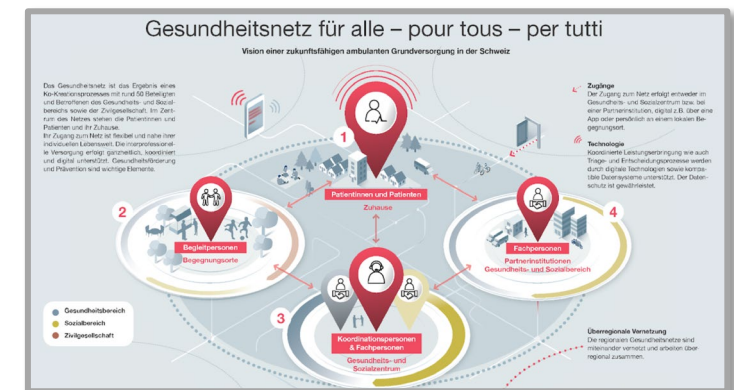 Gesundheitsnetz für alle – pour tous – per tutti
Vision einer zukunftsfähigen ambulanten Grundversorgung in der Schweiz
Das Gesundheitsnetz ist das Ergebnis eines
Ko-Kreationsprozesses mit rund 50 Beteiligten
und Betroffenen des Gesundheits- und Sozial-
bereichs sowie der Zivilgesellschaft. Im Zent-
rum des Netzes stehen die Patientinnen und
Patienten und ihr Zuhause.
Ihr Zugang zum Netz ist flexibel und nahe ihrer
individuellen Lebenswelt. Die interprofessionel-
le Versorgung erfolgt ganzheitlich, koordiniert
und digital unterstützt. Gesundheitsförderung
und Prävention sind wichtige Elemente.
Zugänge
Der Zugang zum Netz erfolgt entweder im
Gesundheits- und Sozialzentrum bzw. bei
einer Partnerinstitution, digital z.B. über eine
App oder persönlich an einem lokalen Be-
gegnungsort.
Technologie
Koordinierte Leistungserbringung wie auch
Triage- und Entscheidungsprozesse werden
durch digitale Technologien sowie kompa-
tible Datensysteme unterstützt. Der Daten-
schutz ist gewährleistet.
1
Patientinnen und Patienten
Zuhause
2
Begleitpersonen
Begegnungsorte
4
Fachpersonen
Partnerinstitutionen
Gesundheits- und Sozialbereich
3
Koordinationspersonen
& Fachpersonen
Gesundheits- und
Sozialzentrum
Gesundheitsbereich
Sozialbereich
Zivilgesellschaft
Überregionale Vernetzung
Die regionalen Gesundheitsnetze sind
miteinander vernetzt und arbeiten über-
regional zusammen.